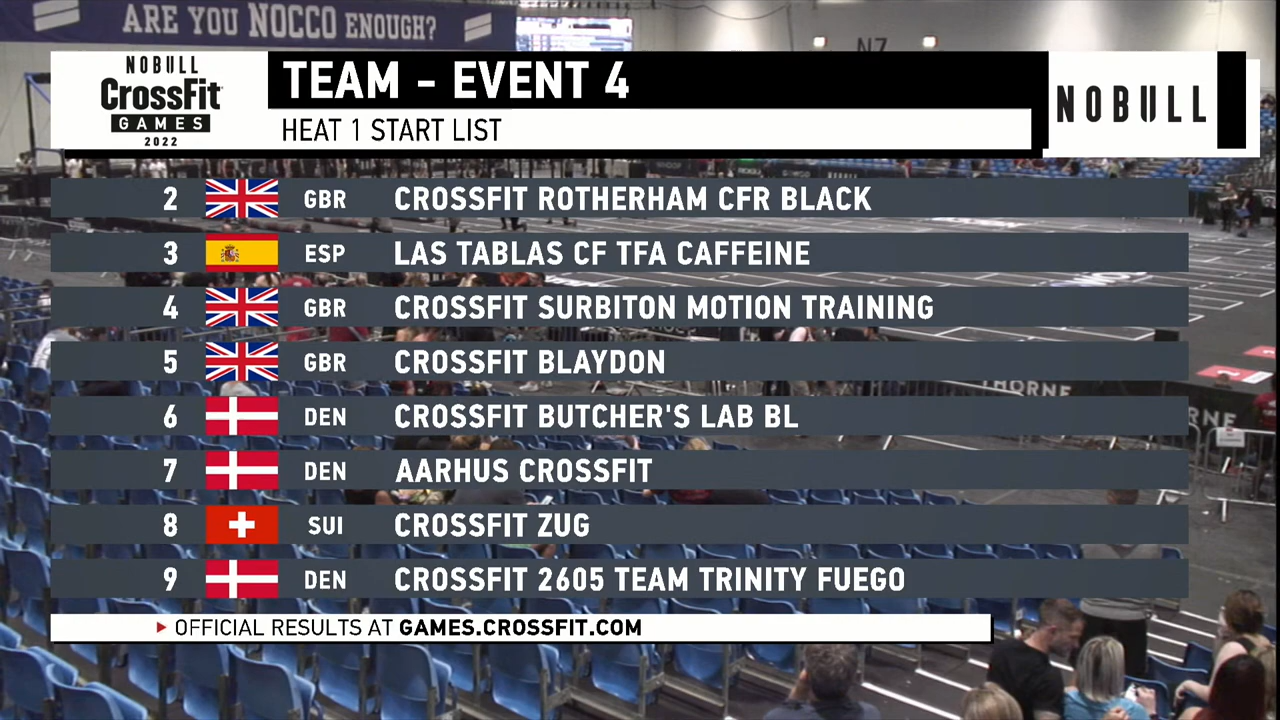 ARE YOU NOCCO ENOUGH?
NOBULL
CrossFit
GAMES
2022
TEAM - EVENT 4
HEAT 1 START LIST
NOBULL
NZ
2 GBR CROSSFIT ROTHERHAM CFR BLACK
3 ESP LAS TABLAS CF TFA CAFFEINE
4 GBR CROSSFIT SURBITON MOTION TRAINING
5 GBR CROSSFIT BLAYDON
THORNE
6 DEN CROSSFIT BUTCHER'S LAB BL
7 DEN AARHUS CROSSFIT
8 SUI CROSSFIT ZUG
9 DEN CROSSFIT 2605 TEAM TRINITY FUEGO
OFFICIAL RESULTS AT GAMES.CROSSFIT.COM